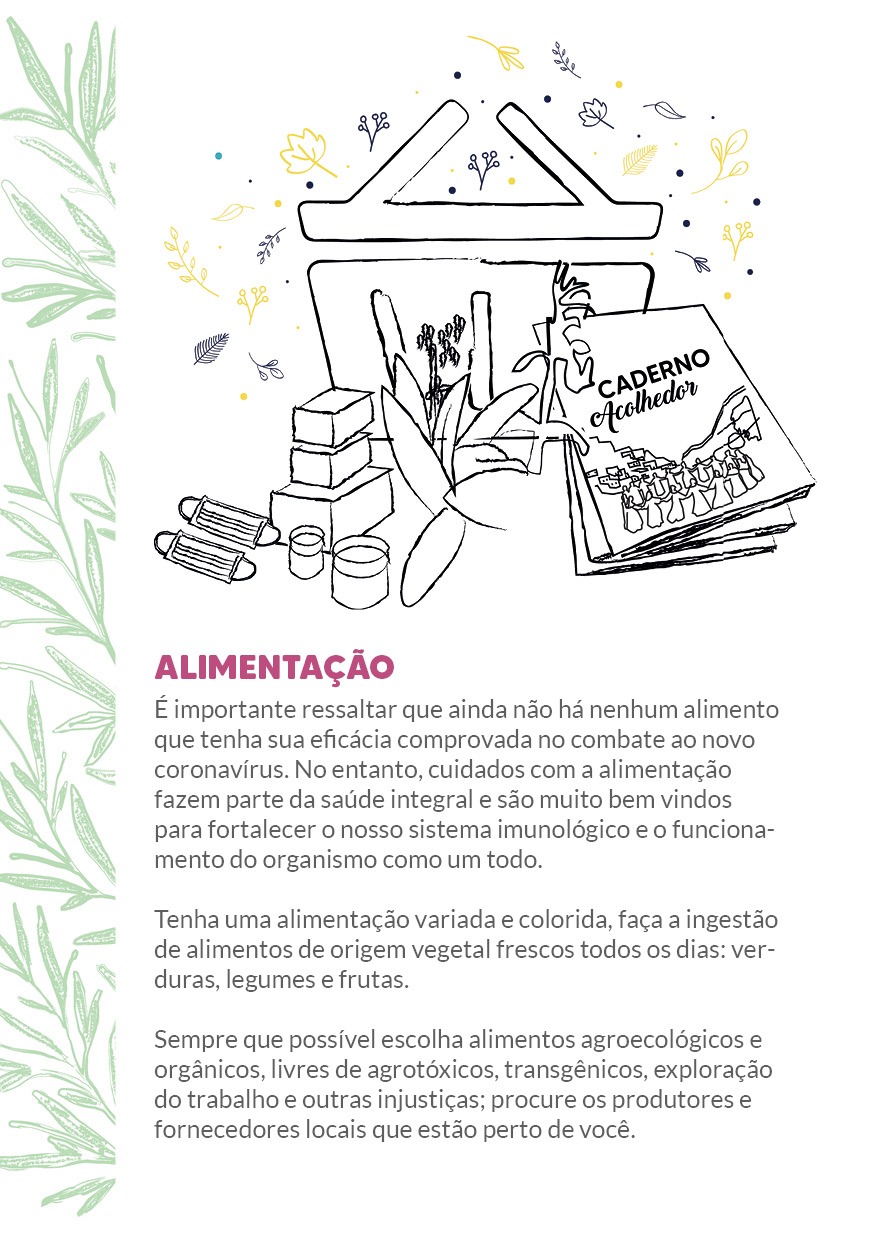 CADERNO
Acolhedor
ALIMENTAÇÃO
É importante ressaltar que ainda não há nenhum alimento
que tenha sua eficácia comprovada no combate ao novo
coronavírus. No entanto, cuidados com a alimentação
fazem parte da saúde integral e são muito bem vindos
para fortalecer o nosso sistema imunológico e o funciona-
mento do organismo como um todo.
Tenha uma alimentação variada e colorida, faça a ingestão
de alimentos de origem vegetal frescos todos os dias: ver-
duras, legumes e frutas.
Sempre que possível escolha alimentos agroecológicos e
orgânicos, livres de agrotóxicos, transgênicos, exploração
do trabalho e outras injustiças; procure os produtores e
fornecedores locais que estão perto de você.